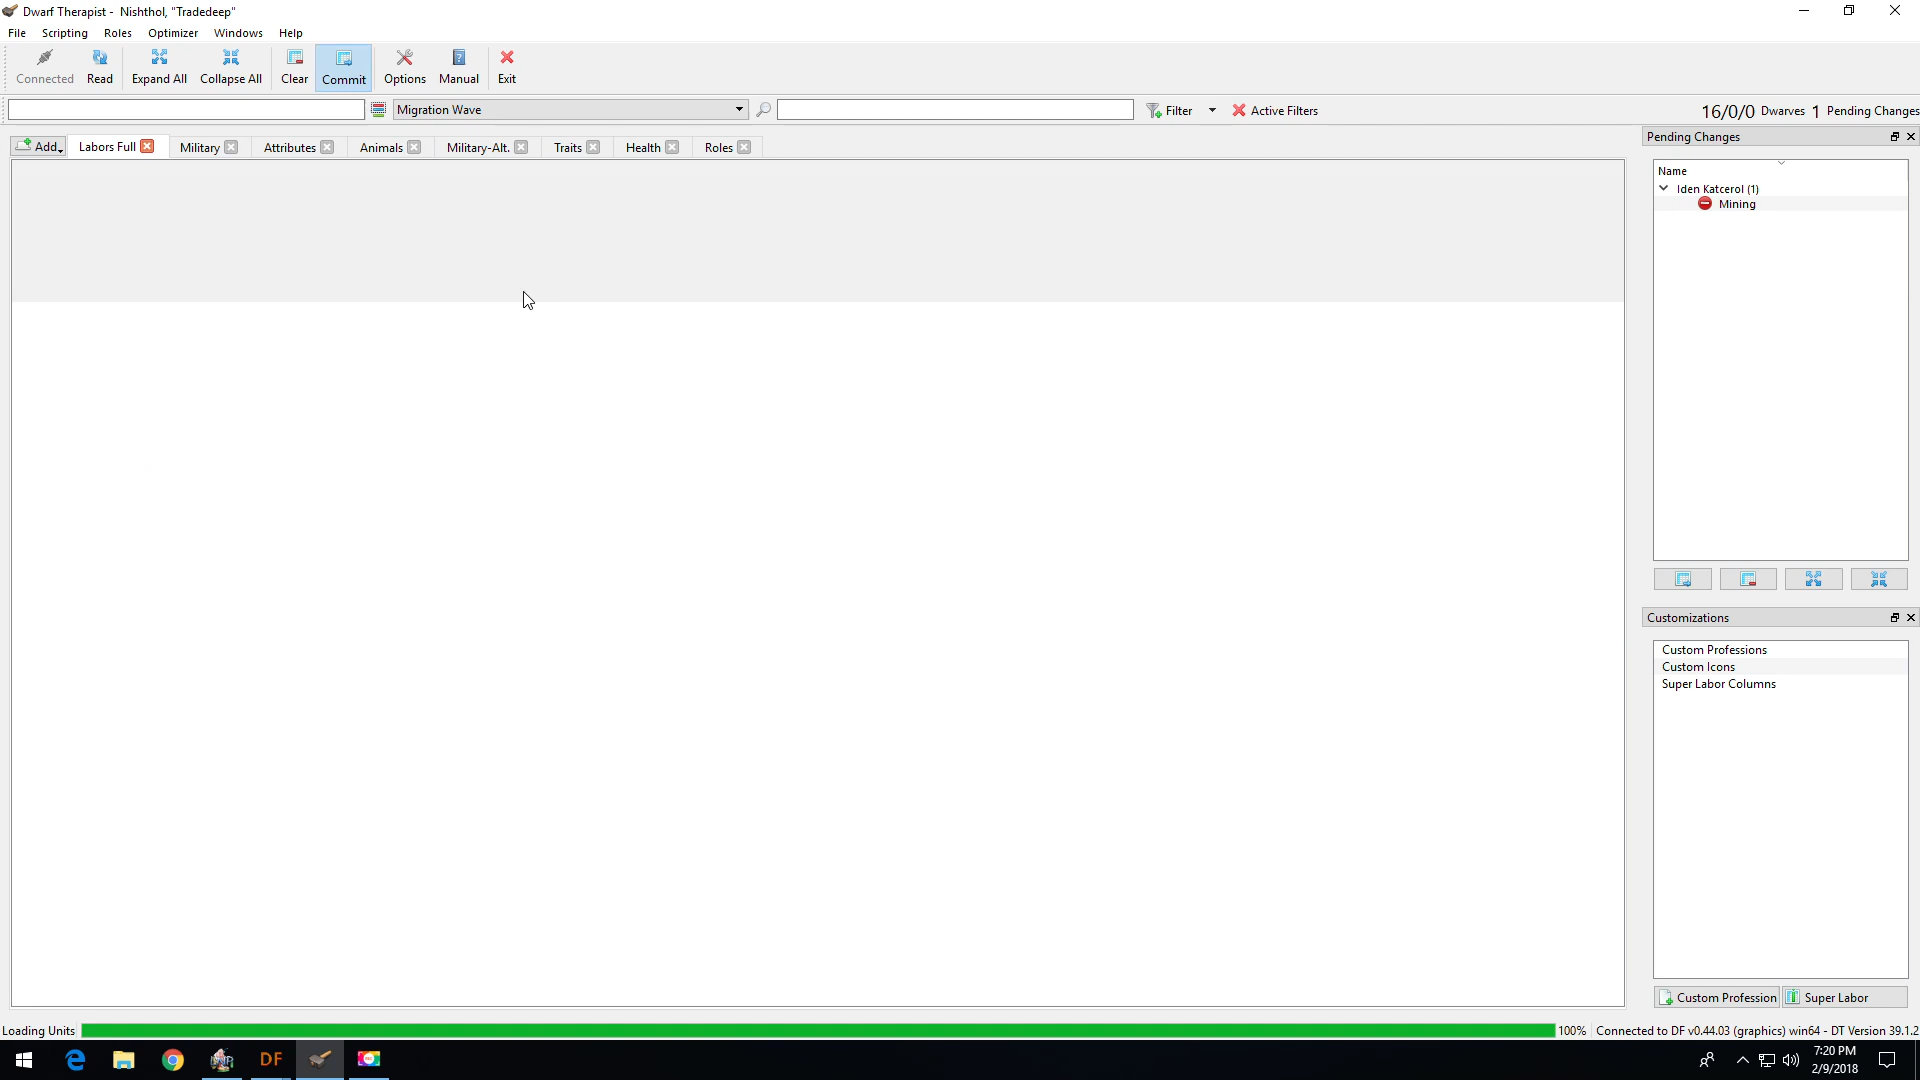 Dwarf Therapist - Nishthol, "Tradedeep"
File Scripting Roles Optimizer Windows Help
Connected Read Expand All Collapse All Clear Commit Options Manual Exit
Migration Wave Filter Active Filters 16/0/0 Dwarves 1 Pending Changes
Add Labors Full Military Attributes Animals Military-Alt. Traits Health Roles
Pending Changes
Name
Iden Katcerol (1)
Mining
Customizations
Custom Professions
Custom Icons
Super Labor Columns
Custom Profession Super Labor
Loading Units 100% Connected to DF v0.44.03 (graphics) win64 - DT Version 39.1.2
DF
7:20 PM
2/9/2018